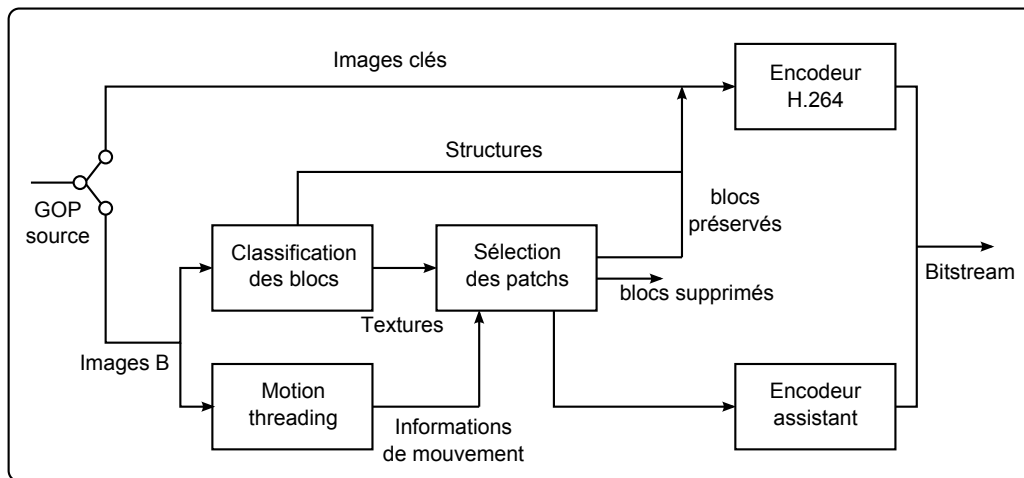 Images clés
Encodeur
H.264
Structures
GOP
source
blocs
préservés
Classification
des blocs
Sélection
des patchs
blocs supprimés
Bitstream
Textures
Images B
Motion
threading
Informations
de mouvement
Encodeur
assistant